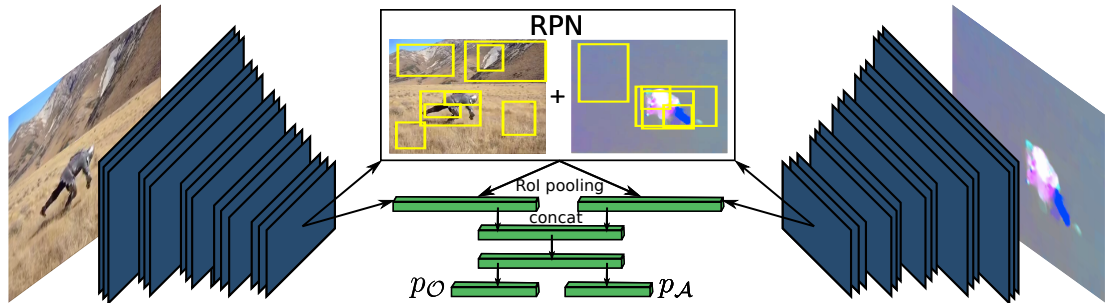 RPN
+
RoI pooling
concat
p𝒪 p𝒜